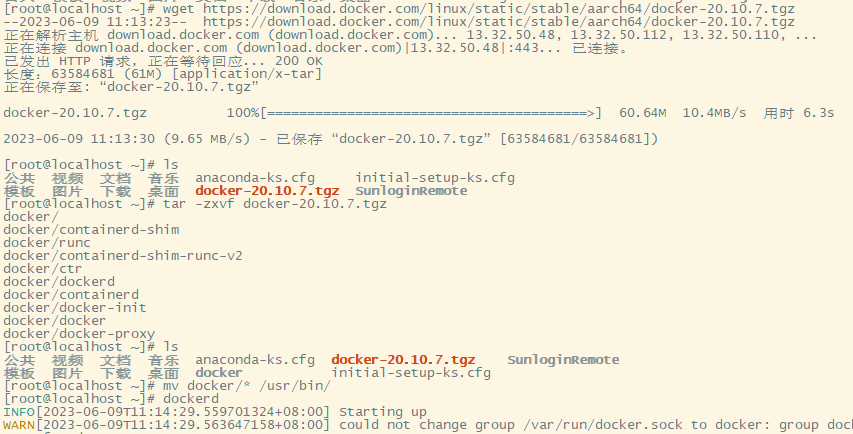 [root@localhost ~]# wget https://download.docker.com/linux/static/stable/aarch64/docker-20.10.7.tgz
--2023-06-09 11:13:23--  https://download.docker.com/linux/static/stable/aarch64/docker-20.10.7.tgz
正在解析主机 download.docker.com (download.docker.com)... 13.32.50.48, 13.32.50.112, 13.32.50.110, ...
正在连接 download.docker.com (download.docker.com)|13.32.50.48|:443... 已连接。
已发出 HTTP 请求，正在等待回应... 200 OK
长度：63584681 (61M) [application/x-tar]
正在保存至: “docker-20.10.7.tgz”
docker-20.10.7.tgz 100%[=======================================>] 60.64M 10.4MB/s 用时 6.3s
2023-06-09 11:13:30 (9.65 MB/s) - 已保存 “docker-20.10.7.tgz” [63584681/63584681])
[root@localhost ~]# ls
公共 视频 文档 音乐 anaconda-ks.cfg initial-setup-ks.cfg
模板 图片 下载 桌面 docker-20.10.7.tgz SunloginRemote
[root@localhost ~]# tar -zxvf docker-20.10.7.tgz
docker/
docker/containerd-shim
docker/runc
docker/containerd-shim-runc-v2
docker/ctr
docker/dockerd
docker/containerd
docker/docker-init
docker/docker
docker/docker-proxy
[root@localhost ~]# ls
公共 视频 文档 音乐 anaconda-ks.cfg docker-20.10.7.tgz SunloginRemote
模板 图片 下载 桌面 docker initial-setup-ks.cfg
[root@localhost ~]# mv docker/* /usr/bin/
[root@localhost ~]# dockerd
INFO[2023-06-09T11:14:29.559701324+08:00] Starting up
WARN[2023-06-09T11:14:29.563647158+08:00] could not change group /var/run/docker.sock to docker: group doc